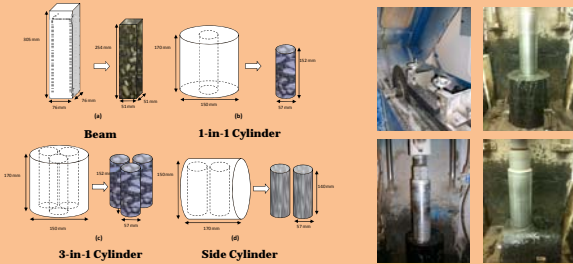 305 mm
254 mm
76 mm
76 mm
51 mm
51 mm
(a)
Beam
170 mm
150 mm
152 mm
57 mm
(b)
1-in-1 Cylinder
170 mm
150 mm
152 mm
57 mm
(c)
3-in-1 Cylinder
150 mm
170 mm
140 mm
57 mm
(d)
Side Cylinder